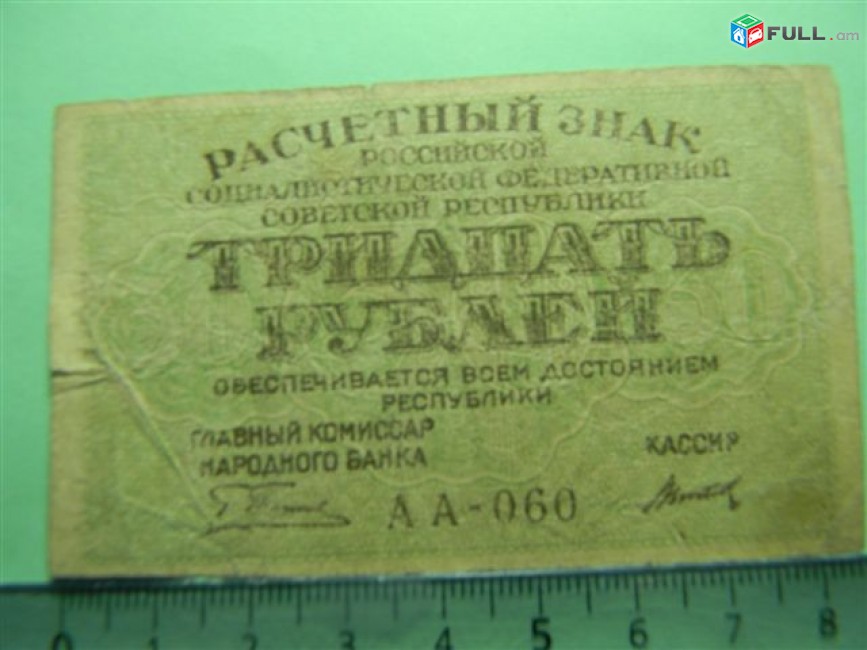 FULL.am
РАСЧЕТНЫЙ ЗНАК
РОССИЙСКОЙ
СОЦИАЛИСТИЧЕСКОЙ ФЕДЕРАТИВНОЙ
СОВЕТСКОЙ РЕСПУБЛИКИ
ТРИДЦАТЬ
РУБЛЕЙ
ОБЕСПЕЧИВАЕТСЯ ВСЕМ ДОСТОЯНИЕМ
РЕСПУБЛИКИ
ГЛАВНЫЙ КОМИССАР
НАРОДНОГО БАНКА
КАССИР
АА-060
0 1 2 3 4 5 6 7 8